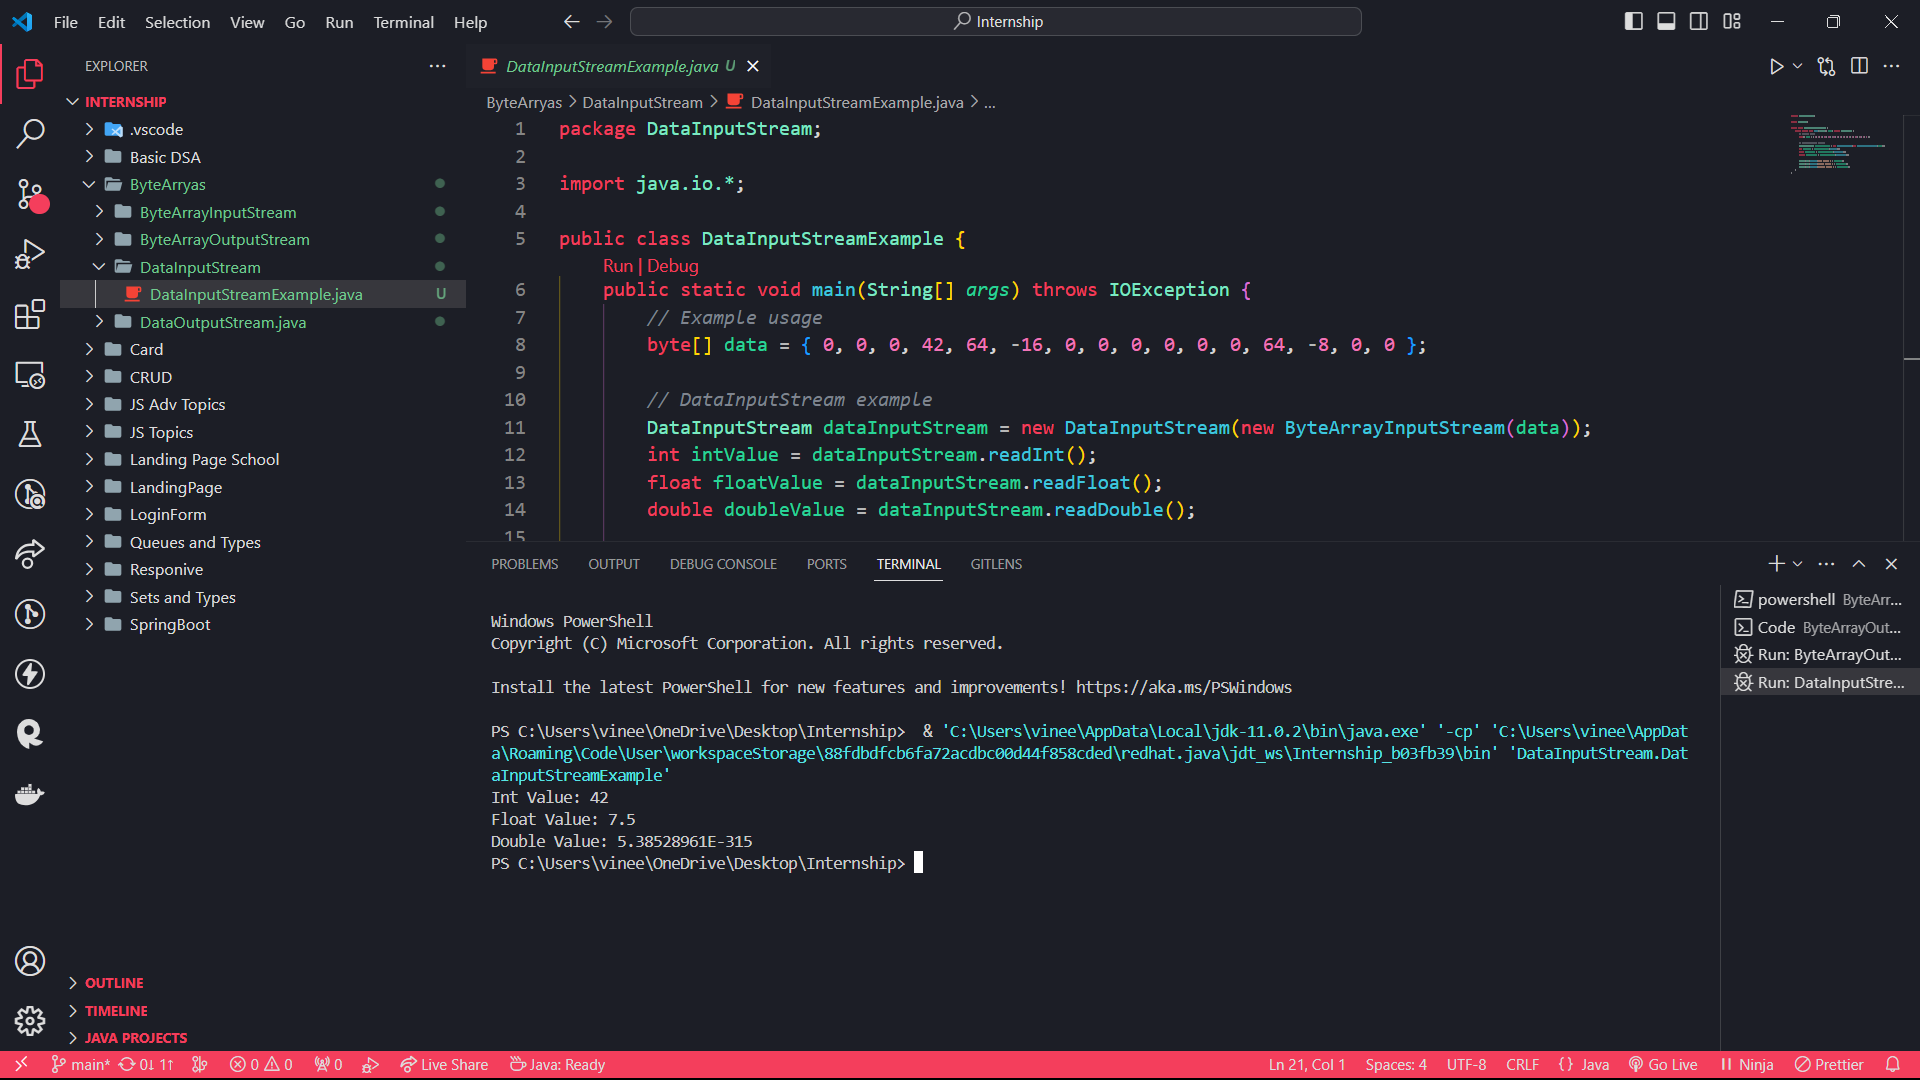 File Edit Selection View Go Run Terminal Help
Internship
EXPLORER
INTERNSHIP
.vscode
Basic DSA
ByteArryas
ByteArrayInputStream
ByteArrayOutputStream
DataInputStream
DataInputStreamExample.java U
DataOutputStream.java
Card
CRUD
JS Adv Topics
JS Topics
Landing Page School
LandingPage
LoginForm
Queues and Types
Responive
Sets and Types
SpringBoot
OUTLINE
TIMELINE
JAVA PROJECTS
DataInputStreamExample.java U
ByteArryas > DataInputStream > DataInputStreamExample.java > ...
1 package DataInputStream;
2
3 import java.io.*;
4
5 public class DataInputStreamExample {
Run | Debug
6 public static void main(String[] args) throws IOException {
7 // Example usage
8 byte[] data = { 0, 0, 0, 42, 64, -16, 0, 0, 0, 0, 0, 0, 64, -8, 0, 0 };
9
10 // DataInputStream example
11 DataInputStream dataInputStream = new DataInputStream(new ByteArrayInputStream(data));
12 int intValue = dataInputStream.readInt();
13 float floatValue = dataInputStream.readFloat();
14 double doubleValue = dataInputStream.readDouble();
15
PROBLEMS OUTPUT DEBUG CONSOLE PORTS TERMINAL GITLENS
Windows PowerShell
Copyright (C) Microsoft Corporation. All rights reserved.
Install the latest PowerShell for new features and improvements! https://aka.ms/PSWindows
PS C:\Users\vinee\OneDrive\Desktop\Internship>  & 'C:\Users\vinee\AppData\Local\jdk-11.0.2\bin\java.exe' '-cp' 'C:\Users\vinee\AppDat
a\Roaming\Code\User\workspaceStorage\88fdbdfcb6fa72acdbc00d44f858cded\redhat.java\jdt_ws\Internship_b03fb39\bin' 'DataInputStream.Dat
aInputStreamExample'
Int Value: 42
Float Value: 7.5
Double Value: 5.38528961E-315
PS C:\Users\vinee\OneDrive\Desktop\Internship>
powershell ByteArr...
Code ByteArrayOut...
Run: ByteArrayOut...
Run: DataInputStre...
main* 0↓ 1↑ 0 0 0 Live Share Java: Ready Ln 21, Col 1 Spaces: 4 UTF-8 CRLF {} Java Go Live Ninja Prettier